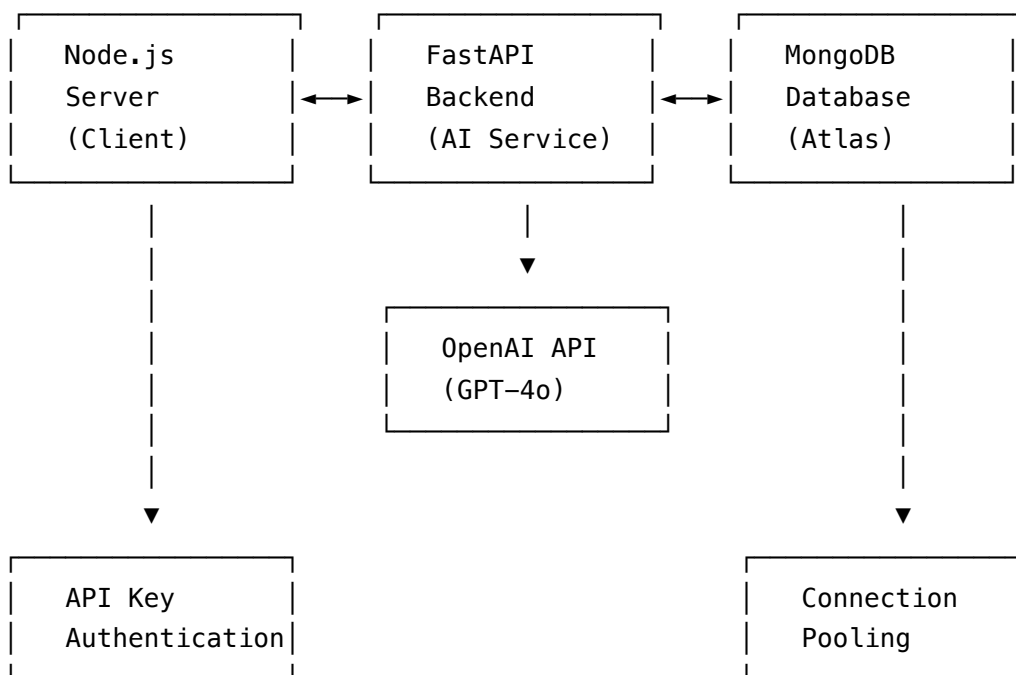 Node.js
Server
(Client)
FastAPI
Backend
(AI Service)
MongoDB
Database
(Atlas)
OpenAI API
(GPT-4o)
API Key
Authentication
Connection
Pooling